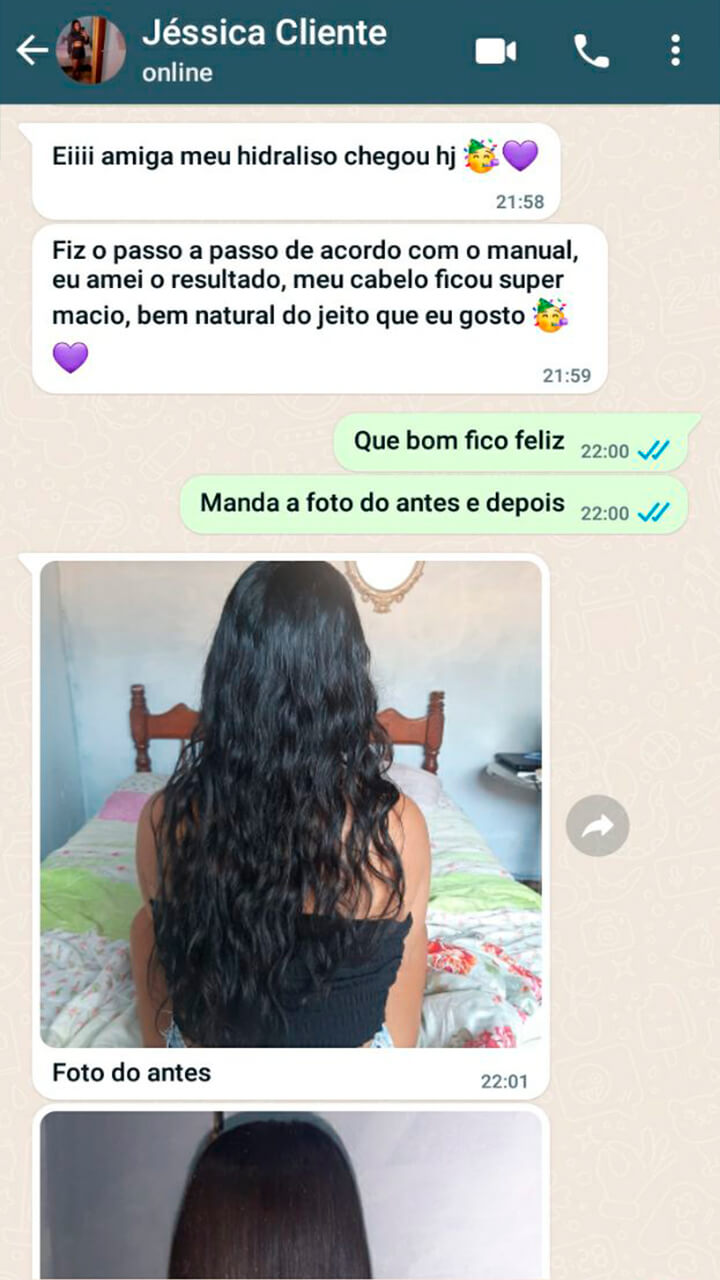 Jéssica Cliente
online
Eiiii amiga meu hidraliso chegou hj 🥳💜
21:58
Fiz o passo a passo de acordo com o manual,
eu amei o resultado, meu cabelo ficou super
macio, bem natural do jeito que eu gosto 🥳
💜
21:59
Que bom fico feliz 22:00
Manda a foto do antes e depois 22:00
Foto do antes
22:01